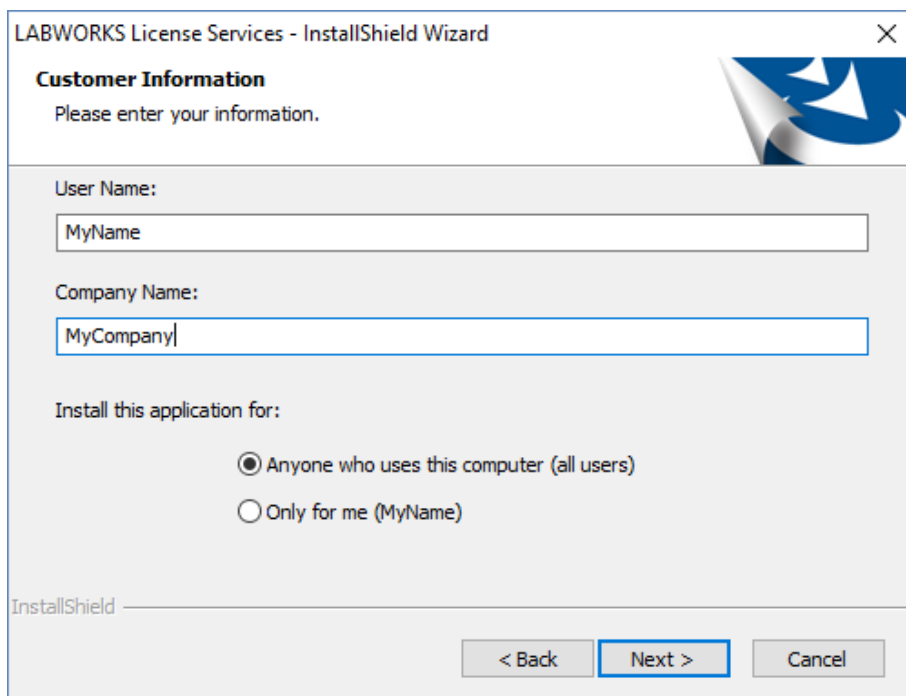 LABWORKS License Services - InstallShield Wizard
Customer Information
Please enter your information.
User Name:
MyName
Company Name:
MyCompany
Install this application for:
Anyone who uses this computer (all users)
Only for me (MyName)
InstallShield
< Back Next > Cancel